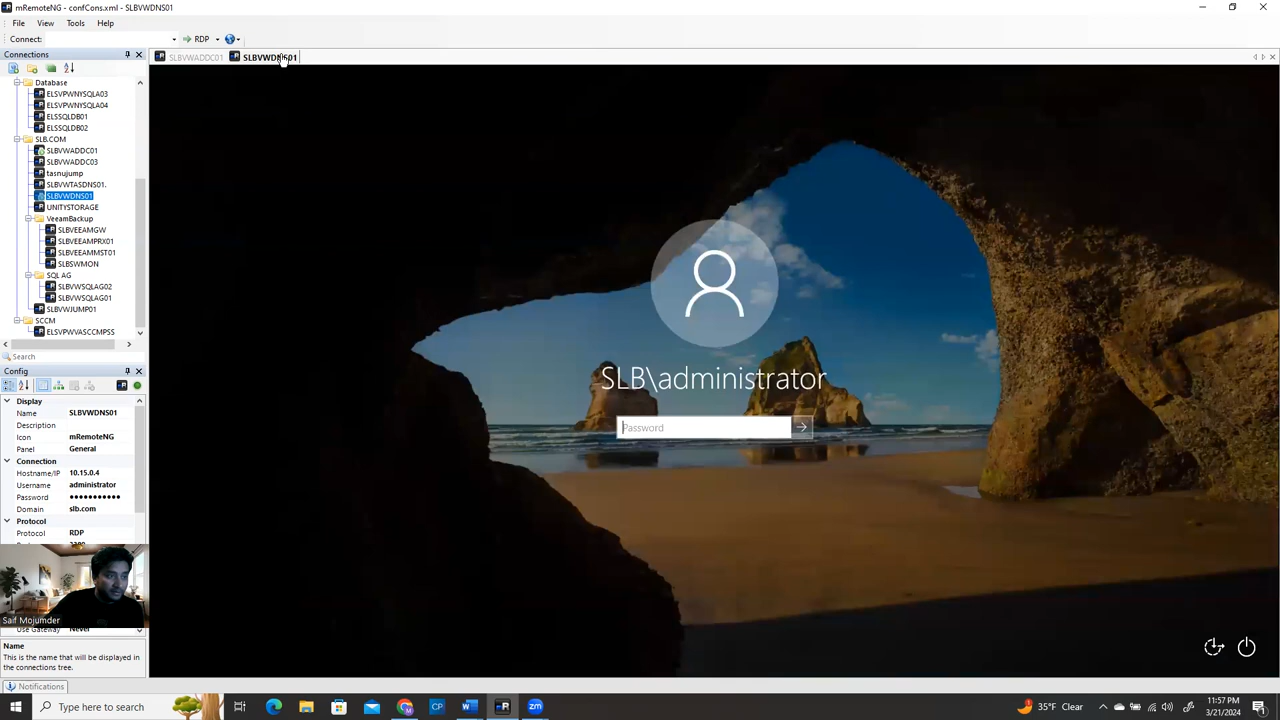 mRemoteNG - confCons.xml - SLBVWDNS01
File View Tools Help
Connect: RDP
Connections
SLBVWADDC01 SLBVWDNS01
Database
ELSVPWNYSQLA03
ELSVPWNYSQLA04
ELSSQLDB01
ELSSQLDB02
SLB.COM
SLBVWADDC01
SLBVWADDC03
tasnujump
SLBVWTASDNS01.
SLBVWDNS01
UNITYSTORAGE
VeeamBackup
SLBVEEAMGW
SLBVEEAMPRX01
SLBVEEAMMST01
SLBSWMON
SQL AG
SLBVWSQLAG02
SLBVWSQLAG01
SLBVWJUMP01
SCCM
ELSVPWVASCCMPSS
Search
Config
Display
Name SLBVWDNS01
Description
Icon mRemoteNG
Panel General
Connection
Hostname/IP 10.15.0.4
Username administrator
Password ●●●●●●●●●●●
Domain slb.com
Protocol
Protocol RDP
Saif Mojumder
Use Gateway Never
Name
This is the name that will be displayed in
the connections tree.
Notifications
SLB\administrator
Password
Type here to search
35°F Clear
11:57 PM
3/21/2024